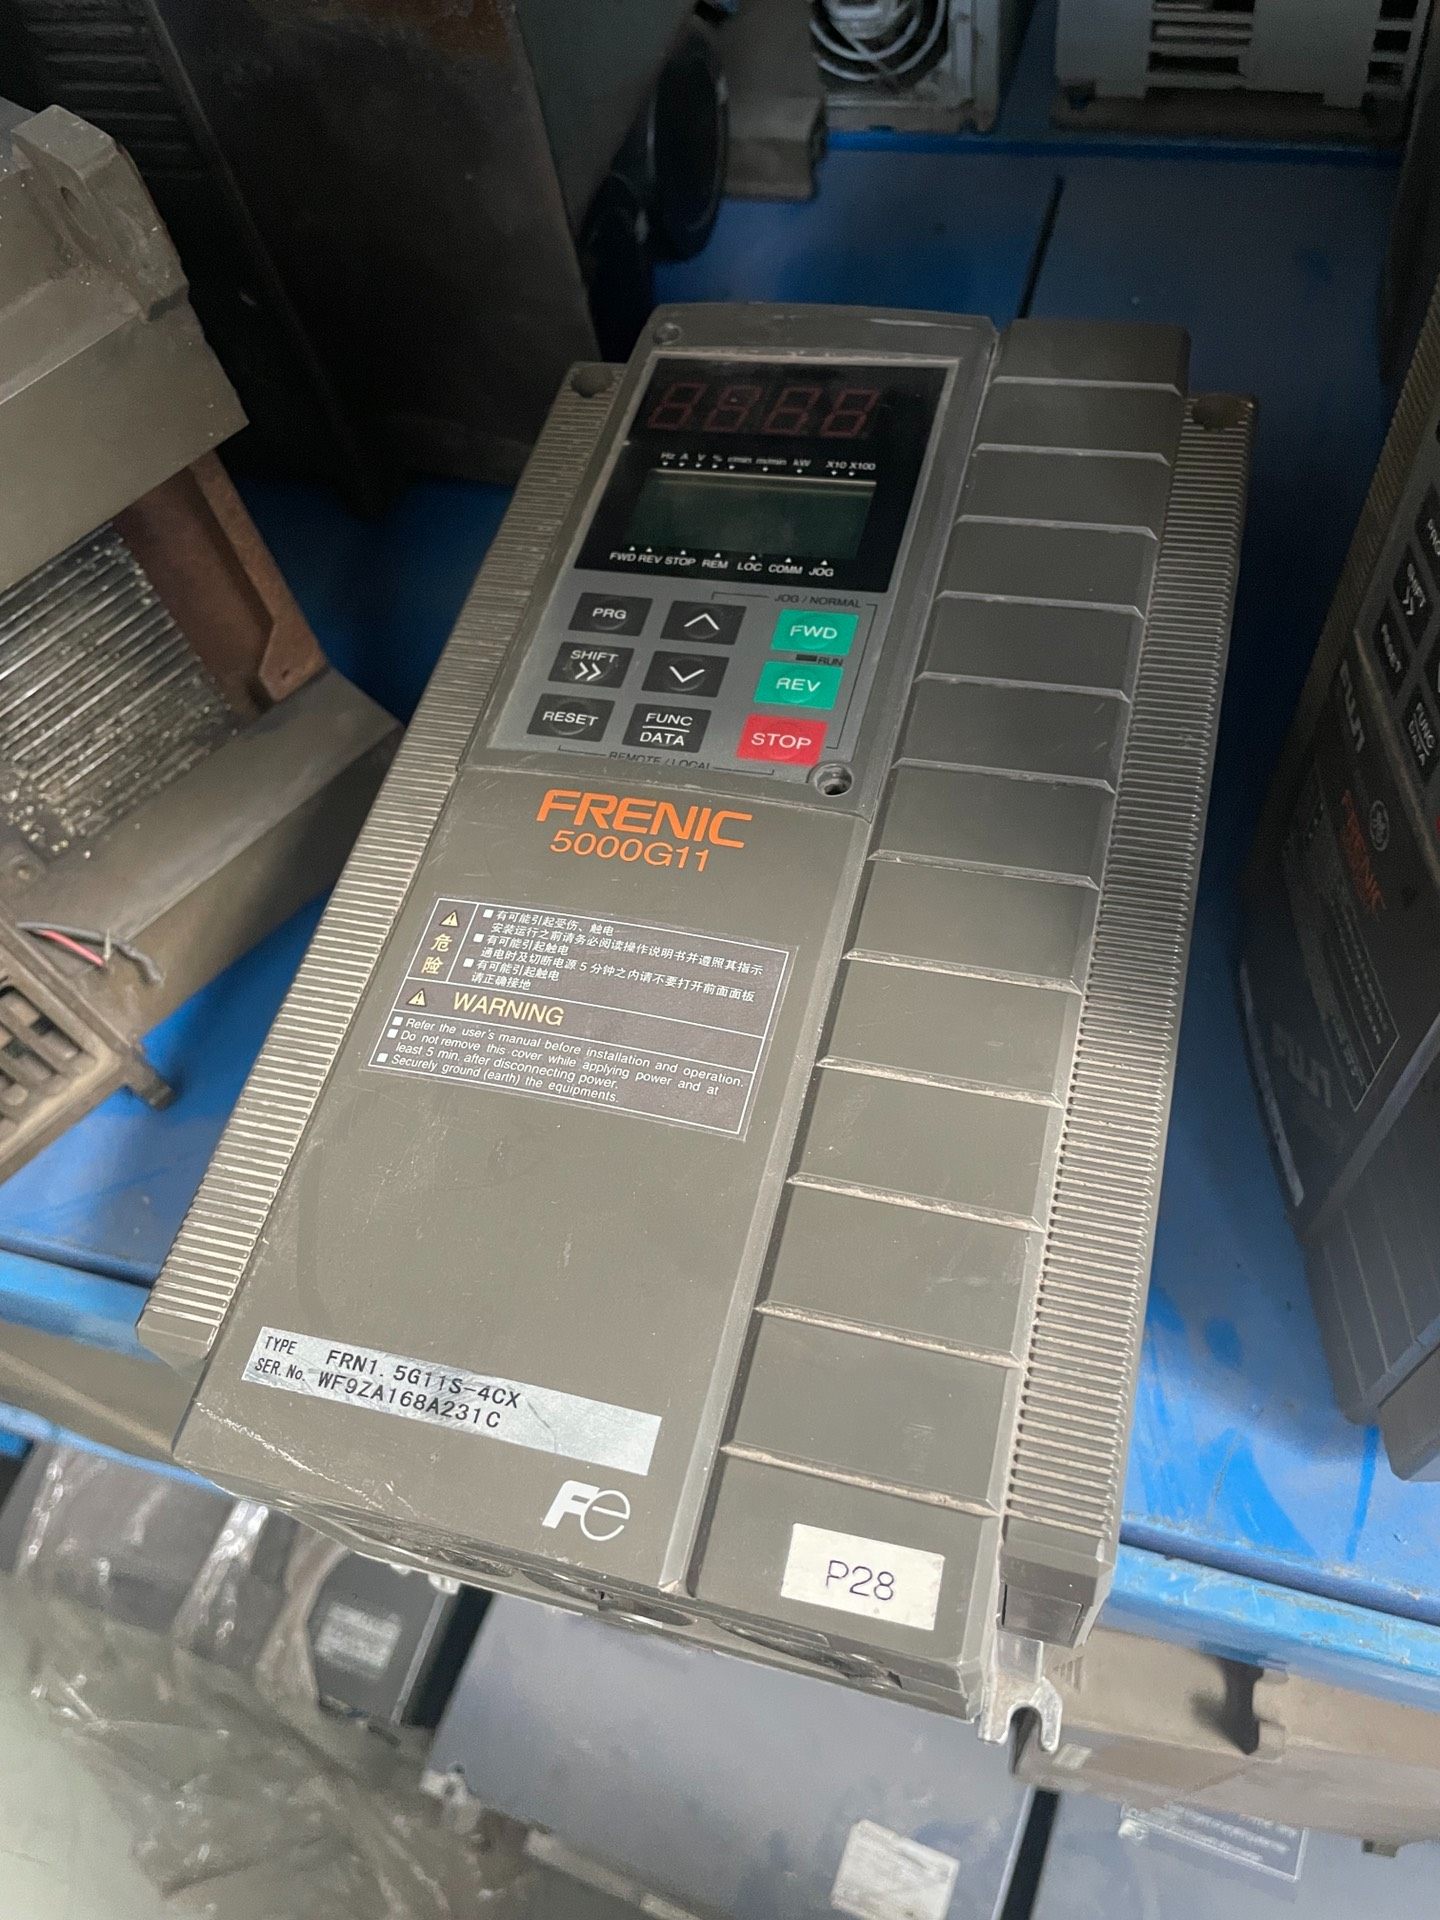 Hz A V % r/min m/min kW X10 X100
FWD REV STOP REM LOC COMM JOG
JOG / NORMAL
PRG
FWD
RUN
SHIFT
REV
RESET
FUNC
DATA
STOP
REMOTE / LOCAL
FRENIC
5000G11
危险
■ 有可能引起受伤、触电
安装运行之前请务必阅读操作说明书并遵照其指示
■ 有可能引起触电
通电时及切断电源5分钟之内请不要打开前面面板
■ 有可能引起触电
请正确接地
WARNING
■ Refer the user's manual before installation and operation.
■ Do not remove this cover while applying power and at
least 5 min. after disconnecting power.
■ Securely ground (earth) the equipments.
TYPE FRN1.5G11S-4CX
SER. No. WF9ZA168A231C
Fe
P28
SHIFT
RESET
FUNC
DATA
FRENIC